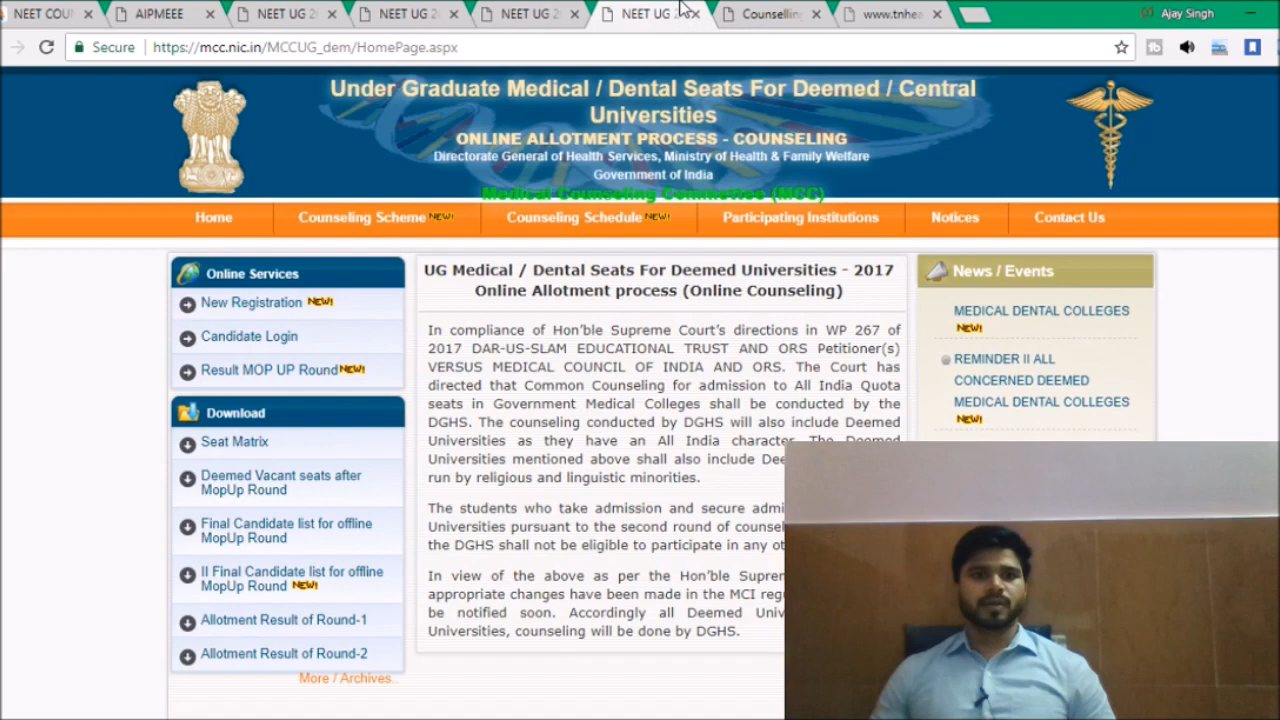 NEET COU
AIPMEEE
NEET UG 2
NEET UG 2
NEET UG 2
NEET UG 2
Counselling
www.tnhea
Ajay Singh
Secure
https://mcc.nic.in/MCCUG_dem/HomePage.aspx
Under Graduate Medical / Dental Seats For Deemed / Central
Universities
ONLINE ALLOTMENT PROCESS - COUNSELING
Directorate General of Health Services, Ministry of Health & Family Welfare
Government of India
Medical Counseling Committee (MCC)
Home
Counseling Scheme NEW!
Counseling Schedule NEW!
Participating Institutions
Notices
Contact Us
Online Services
New Registration NEW!
Candidate Login
Result MOP UP Round NEW!
Download
Seat Matrix
Deemed Vacant seats after
MopUp Round
Final Candidate list for offline
MopUp Round
II Final Candidate list for offline
MopUp Round NEW!
Allotment Result of Round-1
Allotment Result of Round-2
More / Archives..
UG Medical / Dental Seats For Deemed Universities - 2017
Online Allotment process (Online Counseling)
In compliance of Hon'ble Supreme Court's directions in WP 267 of
2017 DAR-US-SLAM EDUCATIONAL TRUST AND ORS Petitioner(s)
VERSUS MEDICAL COUNCIL OF INDIA AND ORS. The Court has
directed that Common Counseling for admission to All India Quota
seats in Government Medical Colleges shall be conducted by the
DGHS. The counseling conducted by DGHS will also include Deemed
Universities as they have an All India character. The Deemed
Universities mentioned above shall also include Dee
run by religious and linguistic minorities.
The students who take admission and secure admi
Universities pursuant to the second round of counsel
the DGHS shall not be eligible to participate in any ot
In view of the above as per the Hon'ble Suprem
appropriate changes have been made in the MCI regu
be notified soon. Accordingly all Deemed Univ
Universities, counseling will be done by DGHS.
News / Events
MEDICAL DENTAL COLLEGES
NEW!
REMINDER II ALL
CONCERNED DEEMED
MEDICAL DENTAL COLLEGES
NEW!